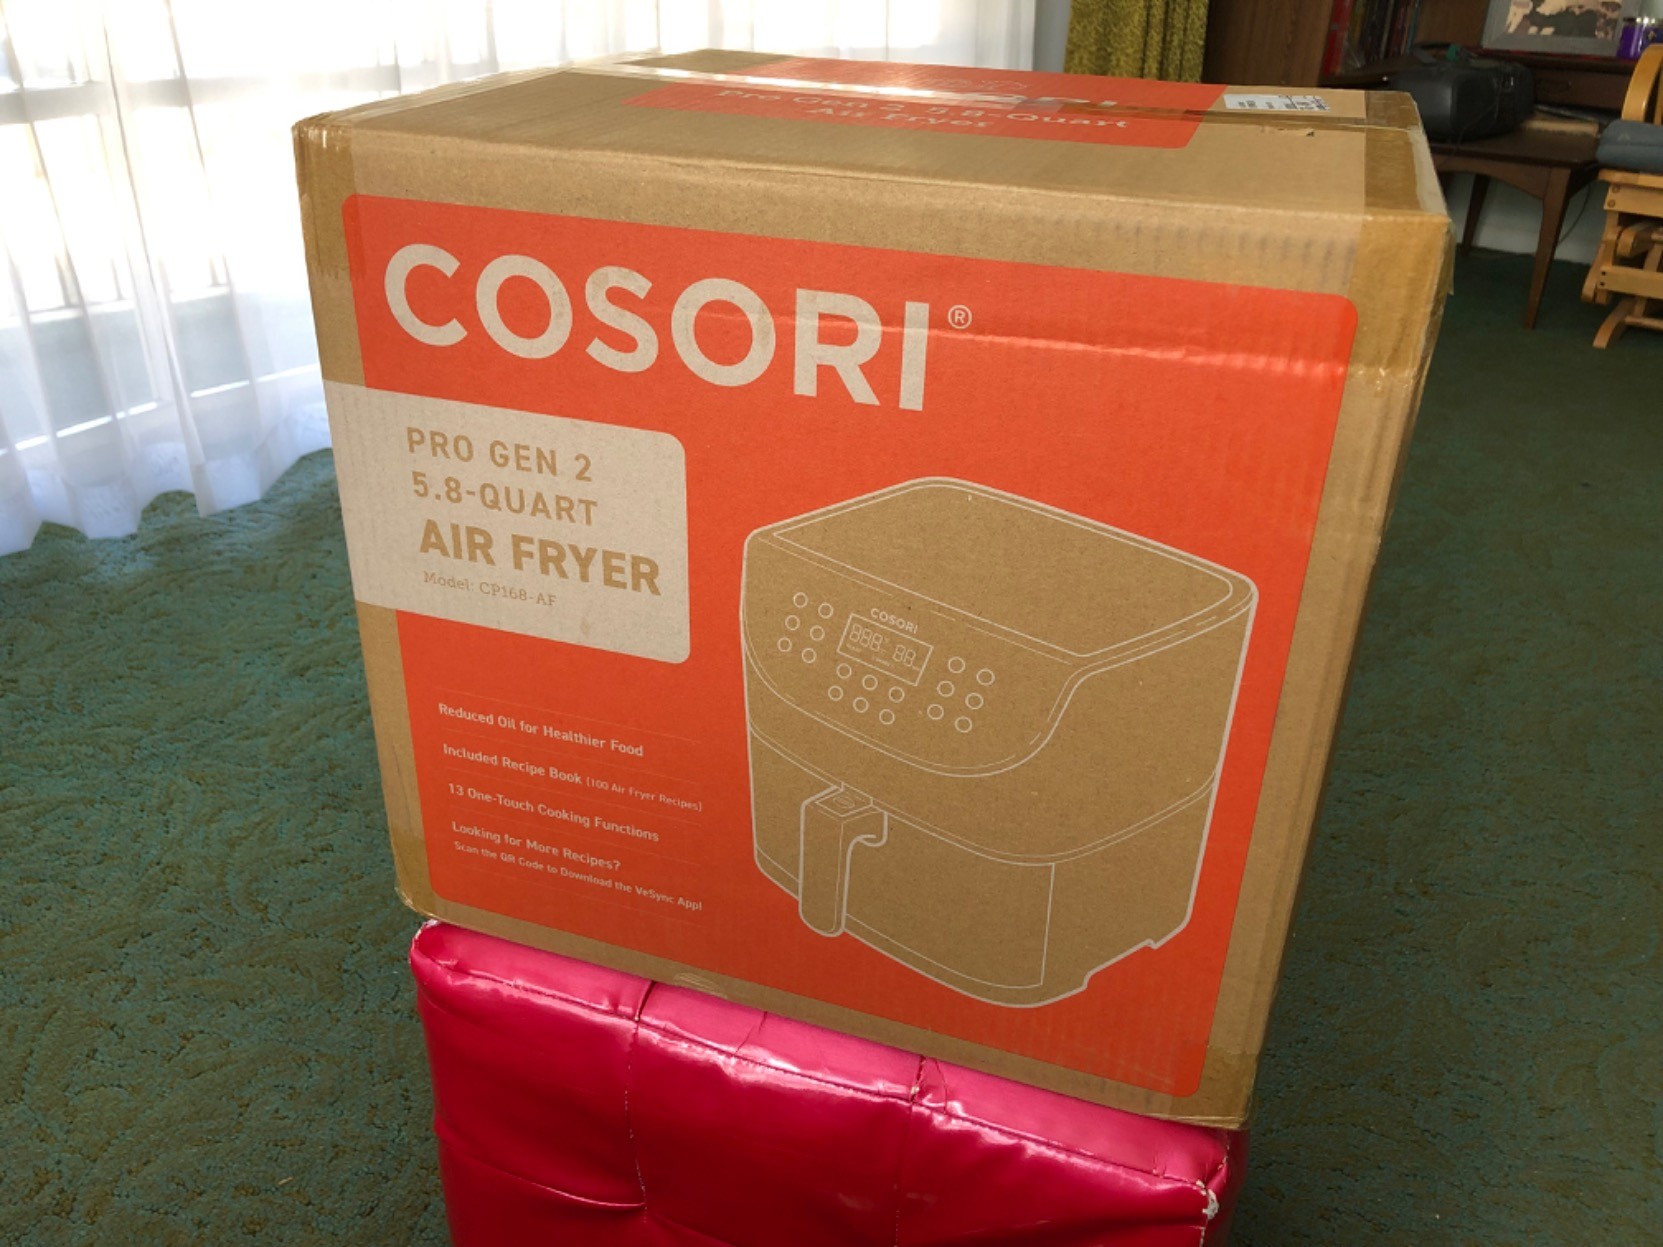 Pro Gen 2 5.8-Quart
Air Fryer
COSORI®
PRO GEN 2
5.8-QUART
AIR FRYER
Model: CP168-AF
COSORI
Reduced Oil for Healthier Food
Included Recipe Book (100 Air Fryer Recipes)
13 One-Touch Cooking Functions
Looking for More Recipes?
Scan the QR Code to Download the VeSync App!